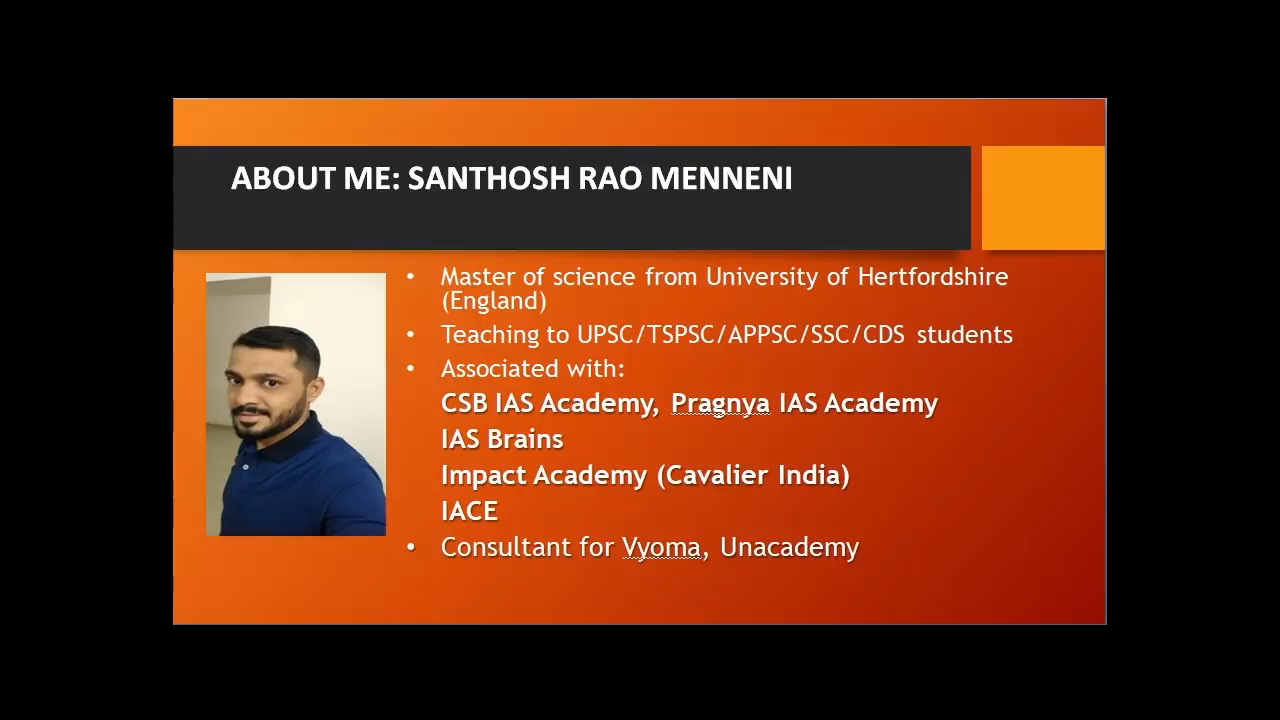 ABOUT ME: SANTHOSH RAO MENNENI
• Master of science from University of Hertfordshire
(England)
• Teaching to UPSC/TSPSC/APPSC/SSC/CDS students
• Associated with:
CSB IAS Academy, Pragnya IAS Academy
IAS Brains
Impact Academy (Cavalier India)
IACE
• Consultant for Vyoma, Unacademy